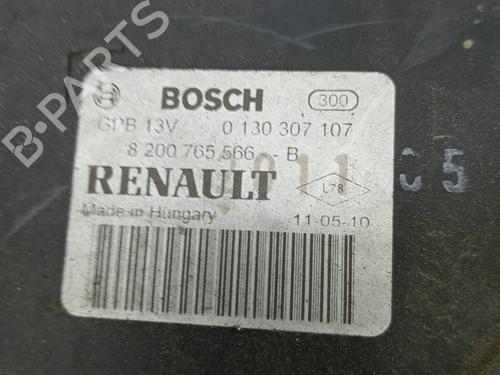 B-PARTS
BOSCH 300
GPB 13V 0 130 307 107
8 200 765 566 - B
RENAULT L78
Made in Hungary 11-05-10